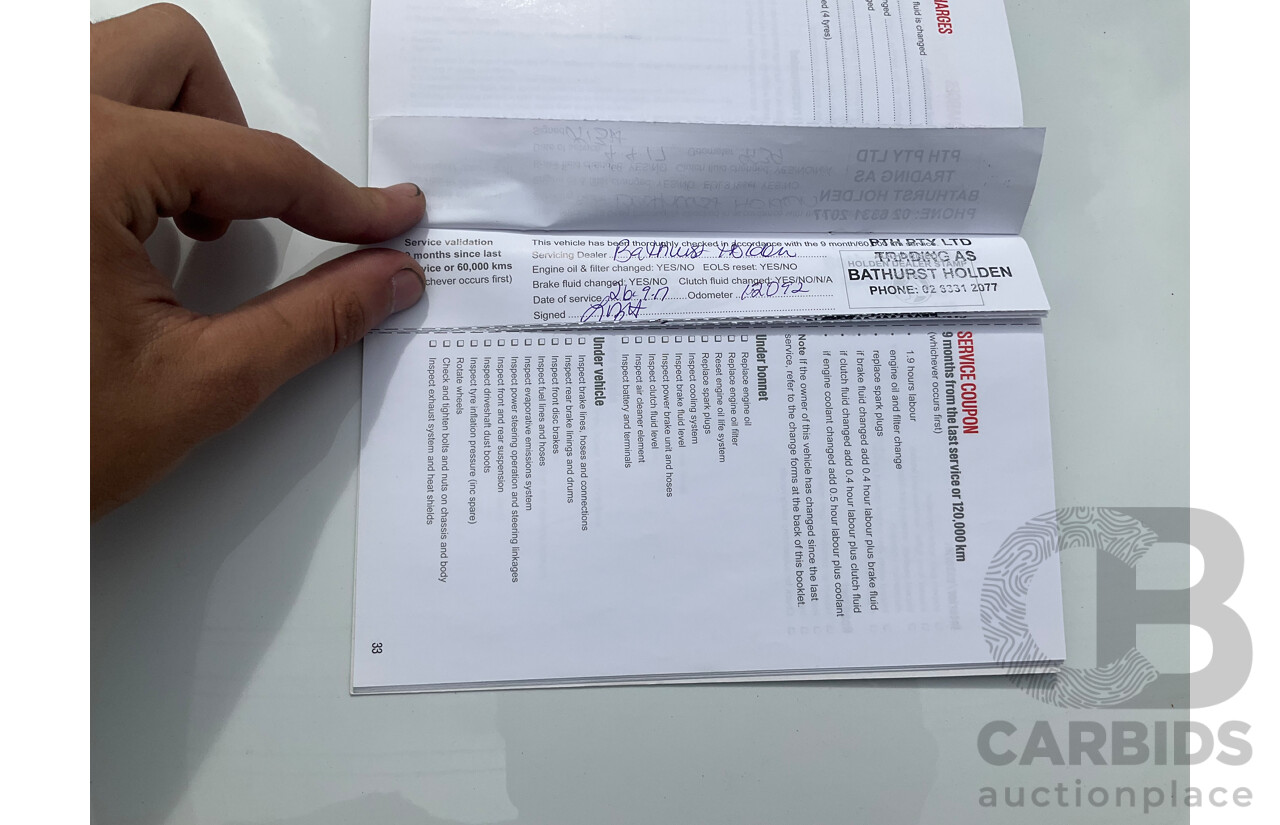 ARGES
fluid is changed
nged
ged
ed (4 tyres)
PTH PTY LTD
TRADING AS
BATHURST HOLDEN
PHONE: 02 6331 2077
Service validation
months since last
vice or 60,000 kms
chever occurs first)
This vehicle has been thoroughly checked in accordance with the 9 month/60,
Servicing Dealer Bathurst Holden
Engine oil & filter changed: YES/NO EOLS reset: YES/NO
Brake fluid changed: YES/NO Clutch fluid changed: YES/NO/N/A
Date of service 26.9.17 Odometer 12092
Signed
PTH PTY LTD
TRADING AS
HOLDEN DEALER STAMP
BATHURST HOLDEN
PHONE: 02 6331 2077
SERVICE COUPON
9 months from the last service or 120,000 km
(whichever occurs first)
• 1.9 hours labour
• engine oil and filter change
• replace spark plugs
• if brake fluid changed add 0.4 hour labour plus brake fluid
• if clutch fluid changed add 0.4 hour labour plus clutch fluid
• if engine coolant changed add 0.5 hour labour plus coolant
Note If the owner of this vehicle has changed since the last
service, refer to the change forms at the back of this booklet.
Under bonnet
❑ Replace engine oil
❑ Replace engine oil filter
❑ Reset engine oil life system
❑ Replace spark plugs
❑ Inspect cooling system
❑ Inspect brake fluid level
❑ Inspect power brake unit and hoses
❑ Inspect clutch fluid level
❑ Inspect air cleaner element
❑ Inspect battery and terminals
Under vehicle
❑ Inspect brake lines, hoses and connections
❑ Inspect rear brake linings and drums
❑ Inspect front disc brakes
❑ Inspect fuel lines and hoses
❑ Inspect evaporative emissions system
❑ Inspect power steering operation and steering linkages
❑ Inspect front and rear suspension
❑ Inspect driveshaft dust boots
❑ Inspect tyre inflation pressure (inc spare)
❑ Rotate wheels
❑ Check and tighten bolts and nuts on chassis and body
❑ Inspect exhaust system and heat shields
33
CB
CARBIDS
auctionplace